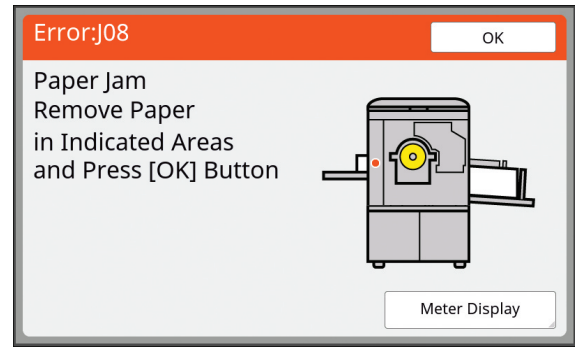 Error:J08
OK
Paper Jam
Remove Paper
in Indicated Areas
and Press [OK] Button
Meter Display